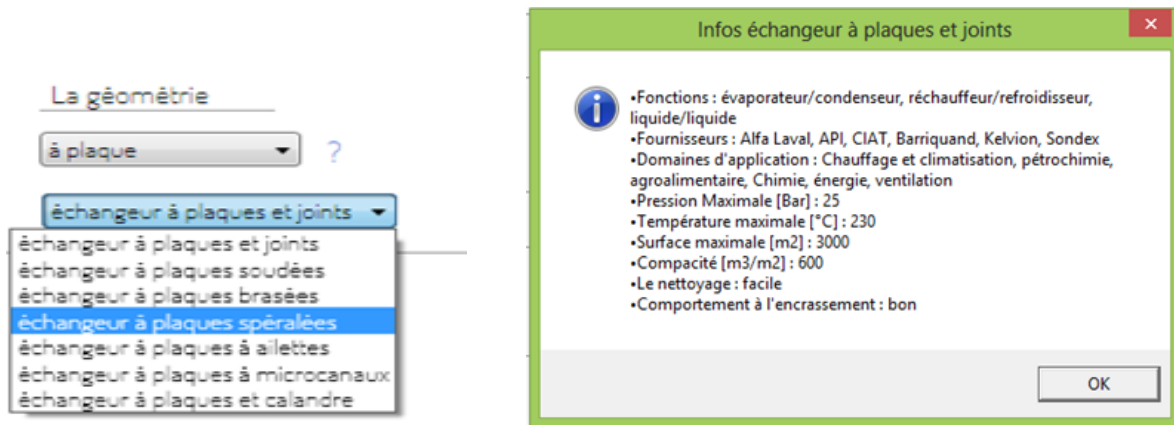 La géométrie
à plaque
?
échangeur à plaques et joints
échangeur à plaques et joints
échangeur à plaques soudées
échangeur à plaques brasées
échangeur à plaques spéralées
échangeur à plaques à ailettes
échangeur à plaques à microcanaux
échangeur à plaques et calandre
Infos échangeur à plaques et joints
•Fonctions : évaporateur/condenseur, réchauffeur/refroidisseur,
liquide/liquide
•Fournisseurs : Alfa Laval, API, CIAT, Barriquand, Kelvion, Sondex
•Domaines d'application : Chauffage et climatisation, pétrochimie,
agroalimentaire, Chimie, énergie, ventilation
•Pression Maximale [Bar] : 25
•Température maximale [°C] : 230
•Surface maximale [m2] : 3000
•Compacité [m3/m2] : 600
•Le nettoyage : facile
•Comportement à l'encrassement : bon
OK